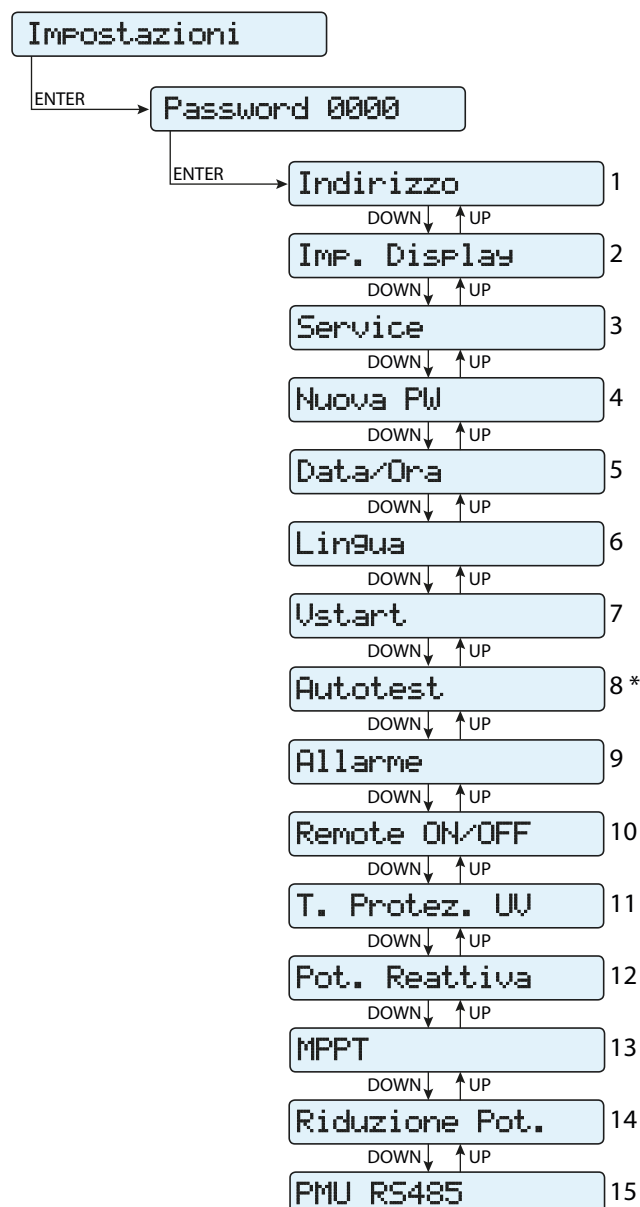 Impostazioni
ENTER
Password 0000
ENTER
Indirizzo 1
DOWN UP
Imp. Display 2
DOWN UP
Service 3
DOWN UP
Nuova PW 4
DOWN UP
Data/Ora 5
DOWN UP
Lingua 6
DOWN UP
Vstart 7
DOWN UP
Autotest 8 *
DOWN UP
Allarme 9
DOWN UP
Remote ON/OFF 10
DOWN UP
T. Protez. UV 11
DOWN UP
Pot. Reattiva 12
DOWN UP
MPPT 13
DOWN UP
Riduzione Pot. 14
DOWN UP
PMU RS485 15